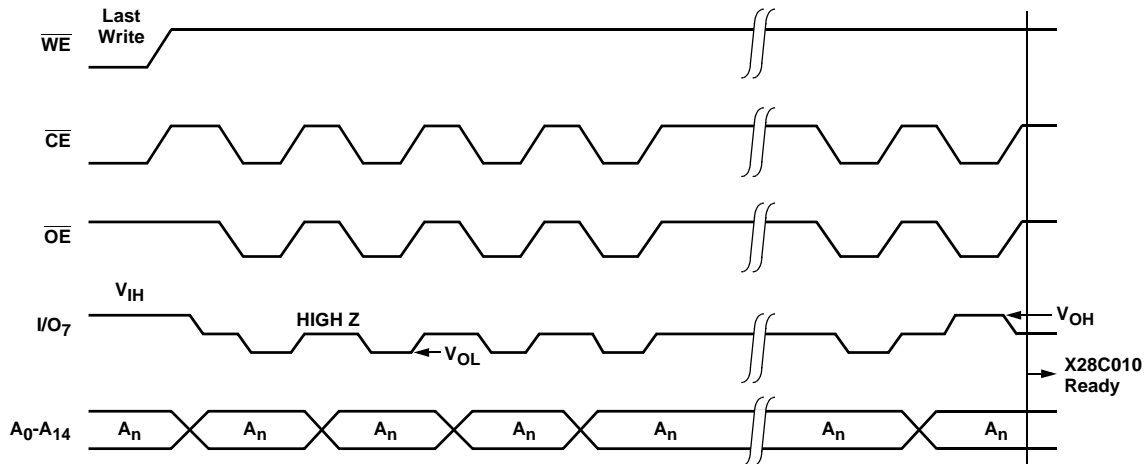 Last
Write
WE
CE
OE
VIH
I/O7
HIGH Z
VOL
VOH
X28C010
Ready
A0-A14
An
An
An
An
An
An
An